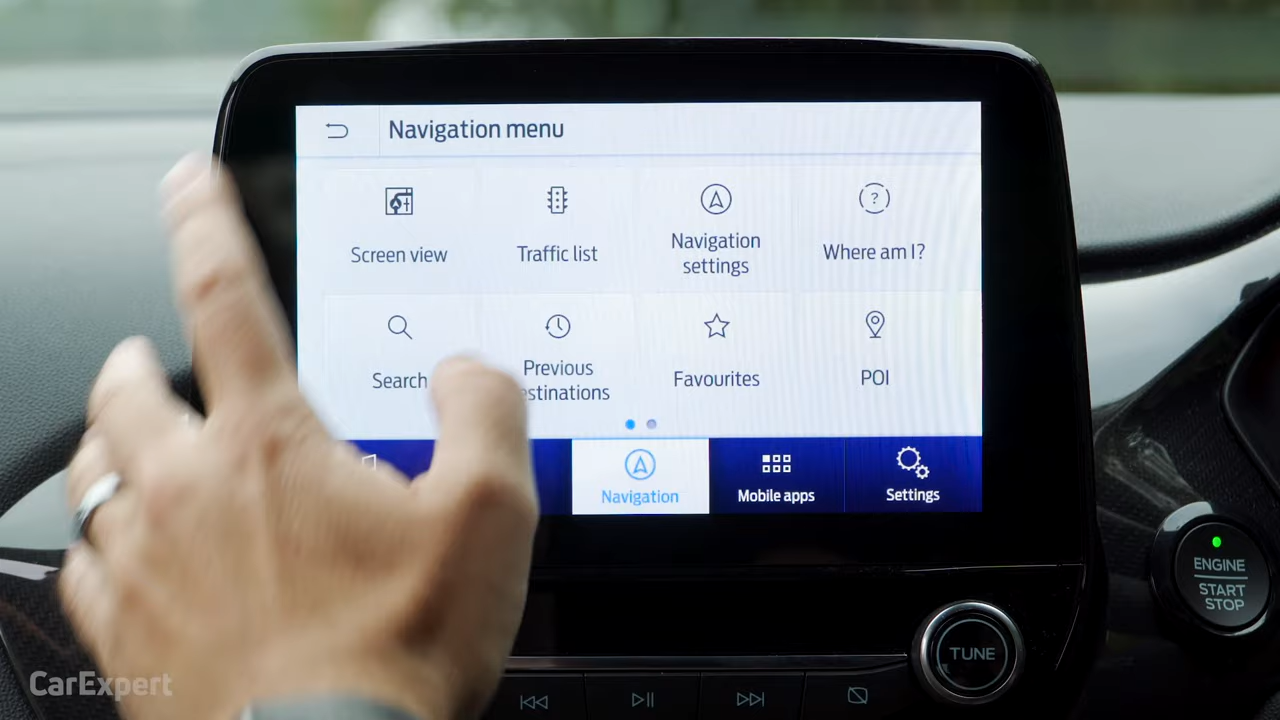 Navigation menu
Screen view
Traffic list
Navigation
settings
Where am I?
?
Search
Previous
estinations
Favourites
POI
Navigation
Mobile apps
Settings
ENGINE
START
STOP
TUNE
CarExpert